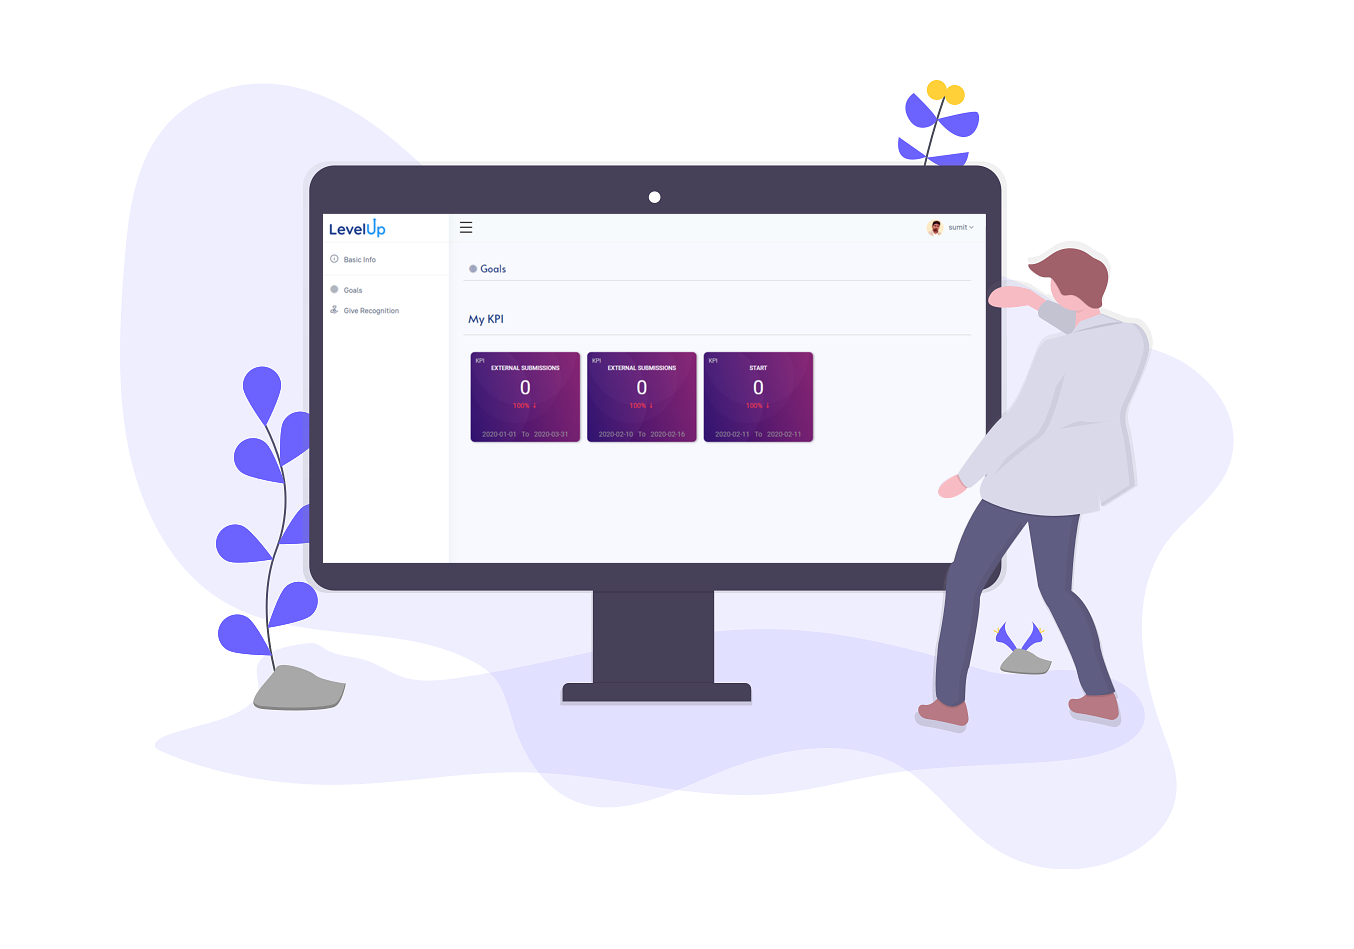 LevelUp
sumit
Basic Info
Goals
Give Recognition
Goals
My KPI
KPI
EXTERNAL SUBMISSIONS
0
100% ↓
2020-01-01 To 2020-03-31
KPI
EXTERNAL SUBMISSIONS
0
100% ↓
2020-02-10 To 2020-02-16
KPI
START
0
100% ↓
2020-02-11 To 2020-02-11